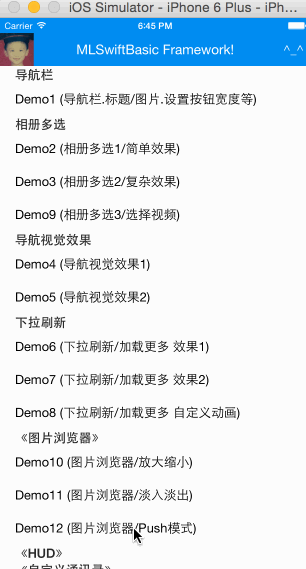 iOS Simulator - iPhone 6 Plus - iPh
Carrier 6:45 PM
MLSwiftBasic Framework! ^_^
导航栏
Demo1 (导航栏.标题/图片.设置按钮宽度等)
相册多选
Demo2 (相册多选1/简单效果)
Demo3 (相册多选2/复杂效果)
Demo9 (相册多选3/选择视频)
导航视觉效果
Demo4 (导航视觉效果1)
Demo5 (导航视觉效果2)
下拉刷新
Demo6 (下拉刷新/加载更多 效果1)
Demo7 (下拉刷新/加载更多 效果2)
Demo8 (下拉刷新/加载更多 自定义动画)
《图片浏览器》
Demo10 (图片浏览器/放大缩小)
Demo11 (图片浏览器/淡入淡出)
Demo12 (图片浏览器/Push模式)
《HUD》
《自定义通讯录》